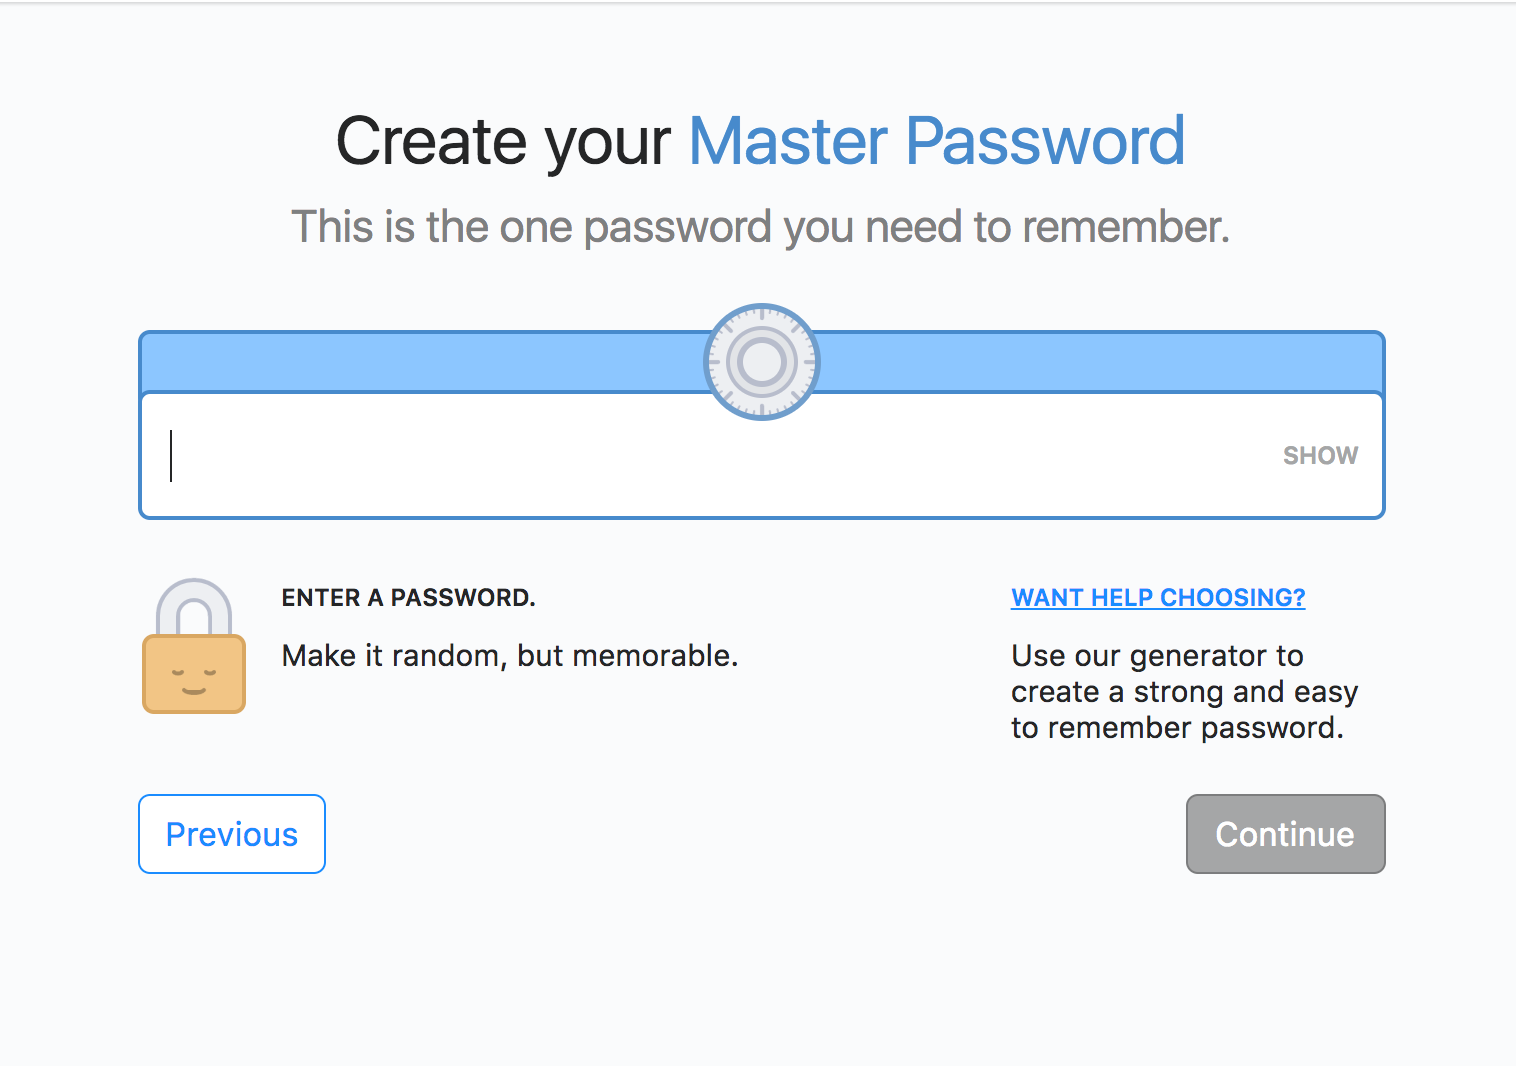 Create your Master Password
This is the one password you need to remember.
SHOW
ENTER A PASSWORD.
Make it random, but memorable.
WANT HELP CHOOSING?
Use our generator to
create a strong and easy
to remember password.
Previous
Continue